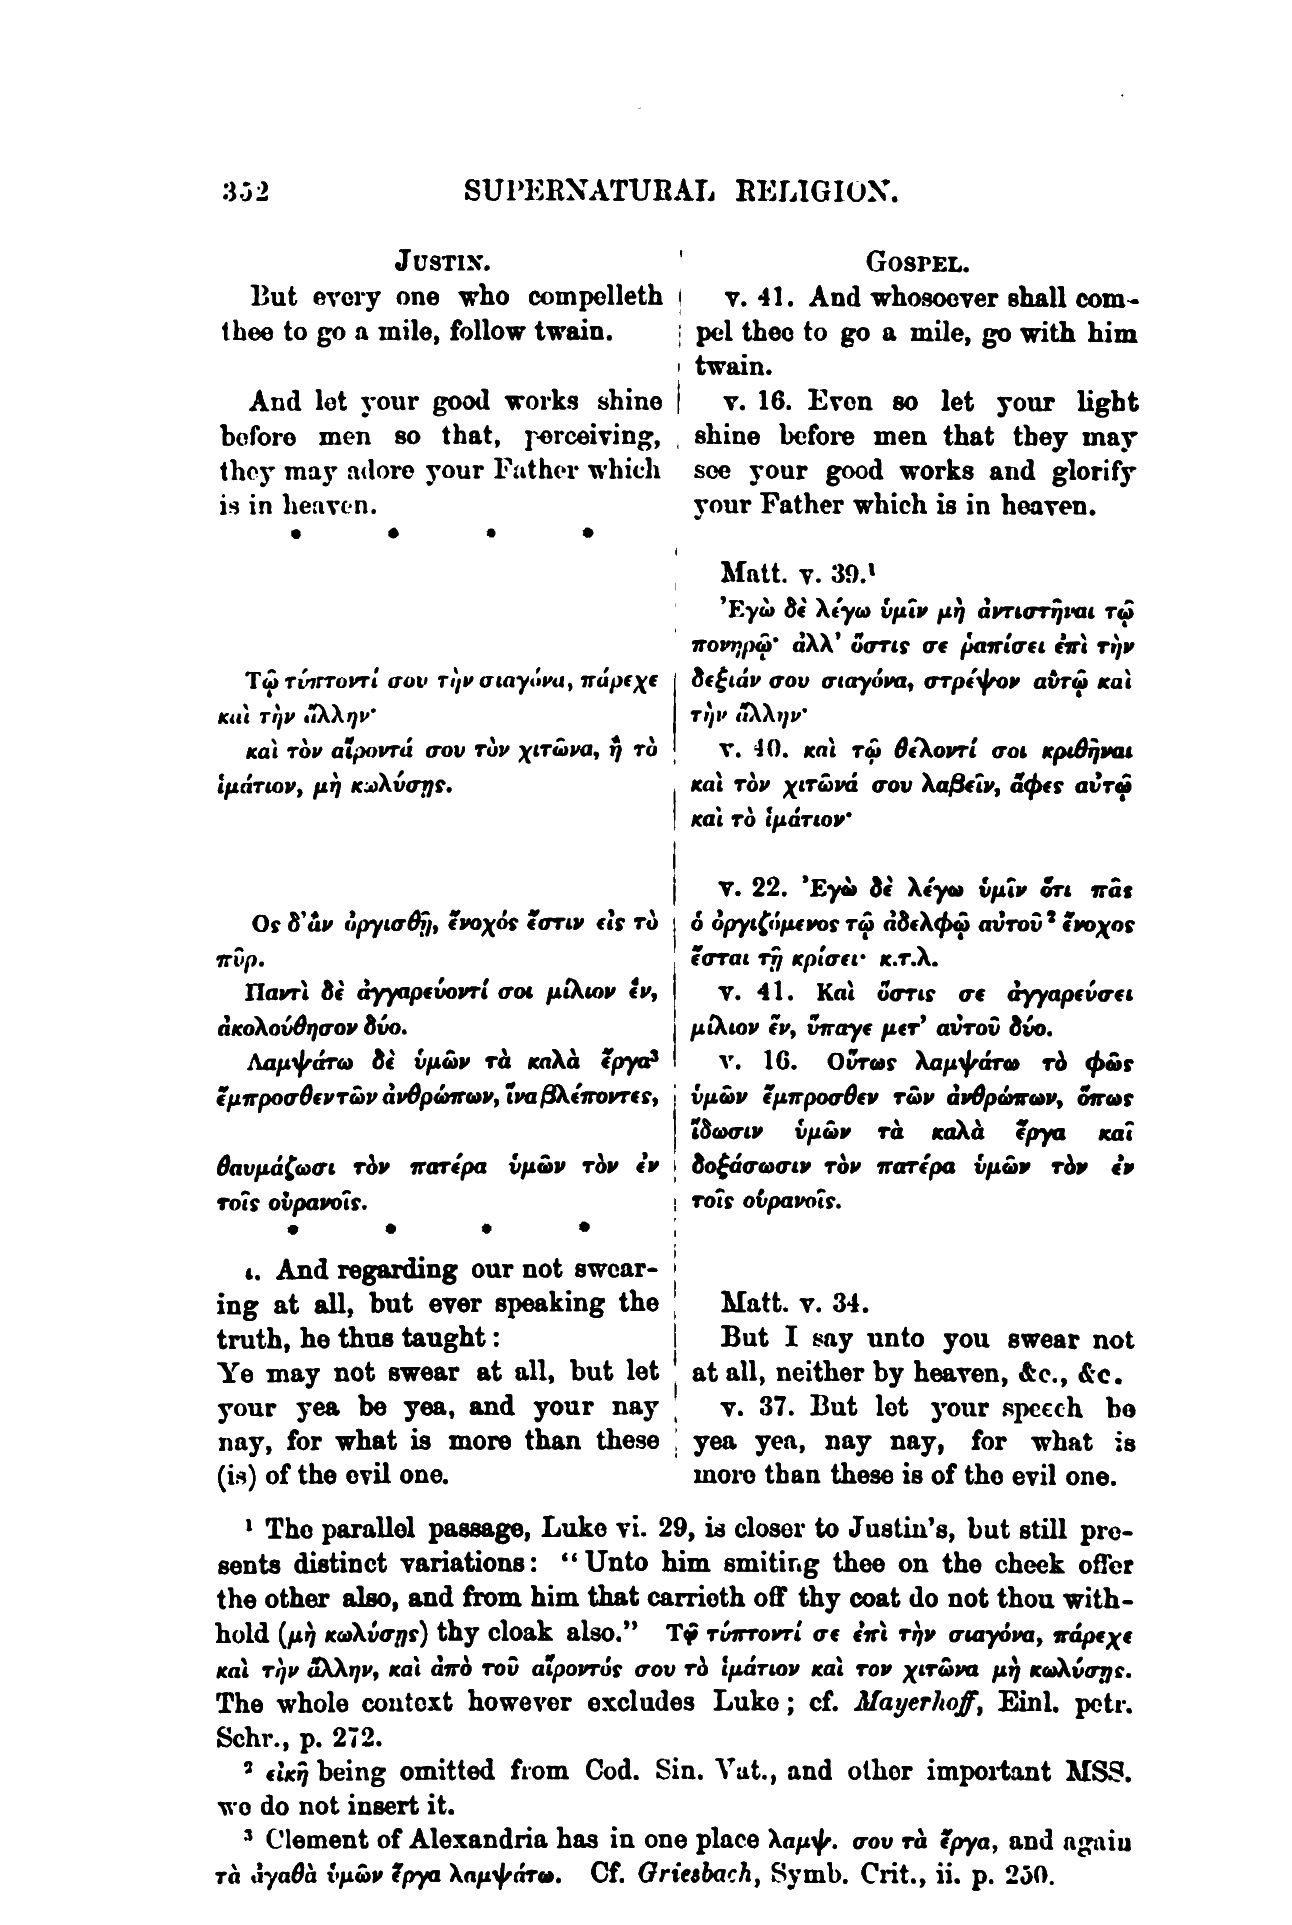 352 SUPERNATURAL RELIGION.
JUSTIN.
But every one who compelleth
thee to go a mile, follow twain.
And let your good works shine
before men so that, perceiving,
they may adore your Father which
is in heaven.
• • • •
Τῷ τύπτοντί σου τὴν σιαγόνα, πάρεχε
καὶ τὴν ἄλλην·
καὶ τὸν αἴροντά σου τὸν χιτῶνα, ἢ τὸ
ἱμάτιον, μὴ κωλύσῃς.
Ος δ’ἂν ὀργισθῇ, ἔνοχός ἔστιν εἰς τὸ
πῦρ.
Παντὶ δὲ ἀγγαρεύοντί σοι μίλιον ἓν,
ἀκολούθησον δύο.
Λαμψάτω δὲ ὑμῶν τὰ καλὰ ἔργα³
ἔμπροσθεν τῶν ἀνθρώπων, ἵνα βλέποντες,
θαυμάζωσι τὸν πατέρα ὑμῶν τὸν ἐν
τοῖς οὐρανοῖς.
• • • •
ι. And regarding our not swear-
ing at all, but ever speaking the
truth, he thus taught :
Ye may not swear at all, but let
your yea be yea, and your nay
nay, for what is more than these
(is) of the evil one.
GOSPEL.
v. 41. And whosoever shall com-
pel thee to go a mile, go with him
twain.
v. 16. Even so let your light
shine before men that they may
see your good works and glorify
your Father which is in heaven.
Matt. v. 39.¹
Ἐγὼ δὲ λέγω ὑμῖν μὴ ἀντιστῆναι τῷ
πονηρῷ· ἀλλ’ ὅστις σε ῥαπίσει ἐπὶ τὴν
δεξιάν σου σιαγόνα, στρέψον αὐτῷ καὶ
τὴν ἄλλην·
v. 40. καὶ τῷ θέλοντί σοι κριθῆναι
καὶ τὸν χιτῶνά σου λαβεῖν, ἄφες αὐτῷ
καὶ τὸ ἱμάτιον·
v. 22. Ἐγὼ δὲ λέγω ὑμῖν ὅτι πᾶς
ὁ ὀργιζόμενος τῷ ἀδελφῷ αὐτοῦ² ἔνοχος
ἔσται τῇ κρίσει· κ.τ.λ.
v. 41. Καὶ ὅστις σε ἀγγαρεύσει
μίλιον ἕν, ὕπαγε μετ’ αὐτοῦ δύο.
v. 16. Οὕτως λαμψάτω τὸ φῶς
ὑμῶν ἔμπροσθεν τῶν ἀνθρώπων, ὅπως
ἴδωσιν ὑμῶν τὰ καλὰ ἔργα καῖ
δοξάσωσιν τὸν πατέρα ὑμῶν τὸν ἐν
τοῖς οὐρανοῖς.
Matt. v. 34.
But I say unto you swear not
at all, neither by heaven, &c., &c.
v. 37. But let your speech be
yea yea, nay nay, for what is
more than these is of the evil one.
¹ The parallel passage, Luke vi. 29, is closer to Justin's, but still pre-
sents distinct variations: “Unto him smiting thee on the cheek offer
the other also, and from him that carrieth off thy coat do not thou with-
hold (μὴ κωλύσῃς) thy cloak also.” Τῷ τύπτοντί σε ἐπὶ τὴν σιαγόνα, πάρεχε
καὶ τὴν ἄλλην, καὶ ἀπὸ τοῦ αἴροντός σου τὸ ἱμάτιον καὶ τον χιτῶνα μὴ κωλύσῃς.
The whole context however excludes Luke; cf. Mayerhoff, Einl. petr.
Schr., p. 272.
² εἰκῆ being omitted from Cod. Sin. Vat., and other important MSS.
we do not insert it.
³ Clement of Alexandria has in one place λαμψ. σου τὰ ἔργα, and again
τὰ ἀγαθὰ ὑμῶν ἔργα λαμψάτω. Cf. Griesbach, Symb. Crit., ii. p. 250.